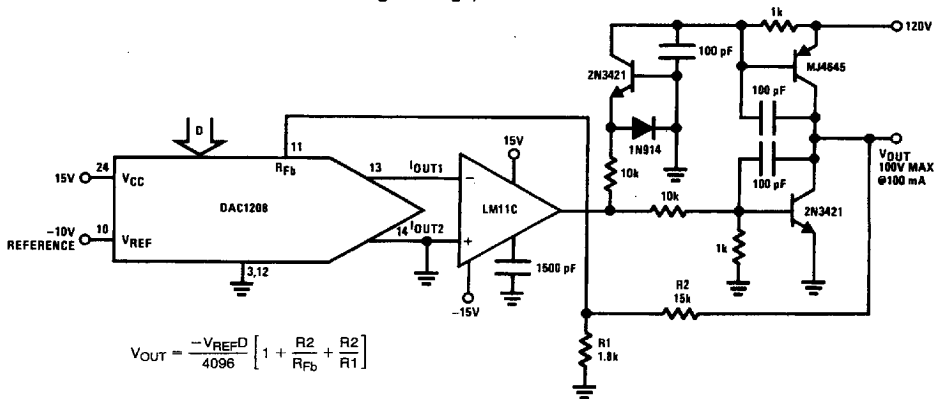 1k
120V
100 pF
2N3421
MJ4645
100 pF
D
11
1N914
24
R_Fb
13
I_OUT1
15V
V_OUT
100V MAX
@100 mA
15V
V_CC
–
10k
100 pF
DAC1208
LM11C
10k
2N3421
–10V
REFERENCE
10
V_REF
14
I_OUT2
+
1k
3,12
1500 pF
R2
15k
–15V
R1
1.8k
V_OUT = –V_REF D / 4096 [1 + R2/R_Fb + R2/R1]